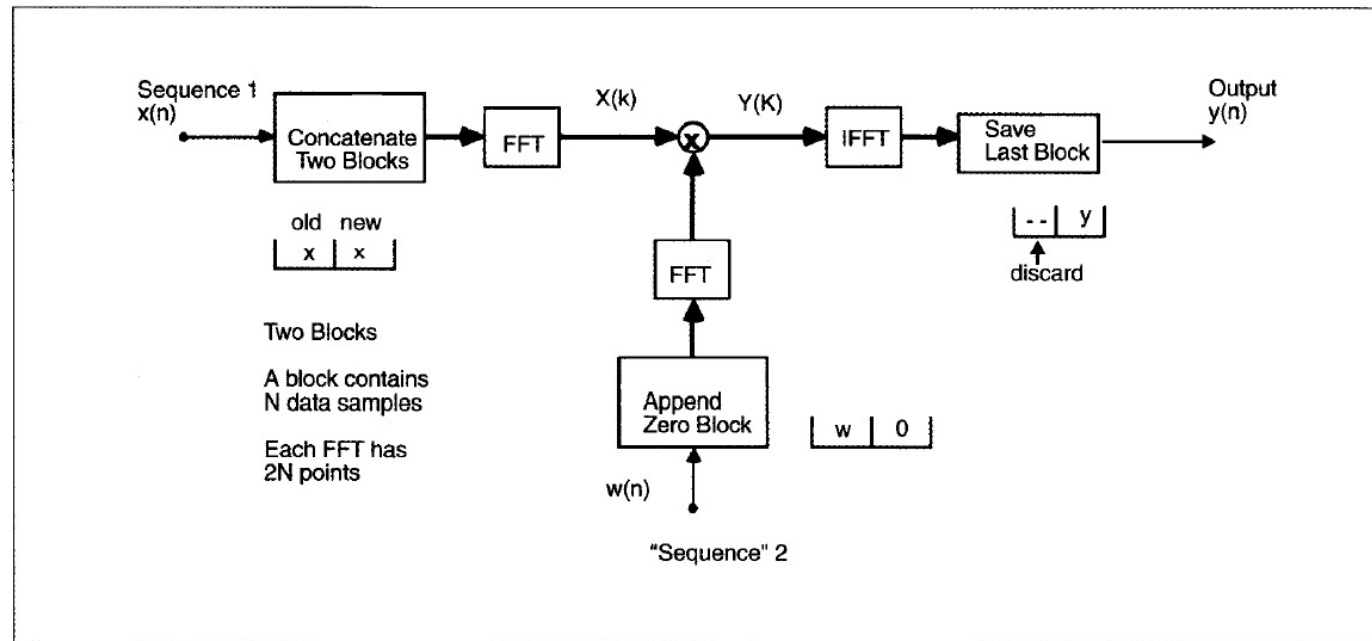 Sequence 1
x(n)
Concatenate
Two Blocks
FFT
X(k)
x
Y(K)
IFFT
Save
Last Block
Output
y(n)
old new
x x
- - y
discard
FFT
Two Blocks
A block contains
N data samples
Each FFT has
2N points
Append
Zero Block
w 0
w(n)
"Sequence" 2